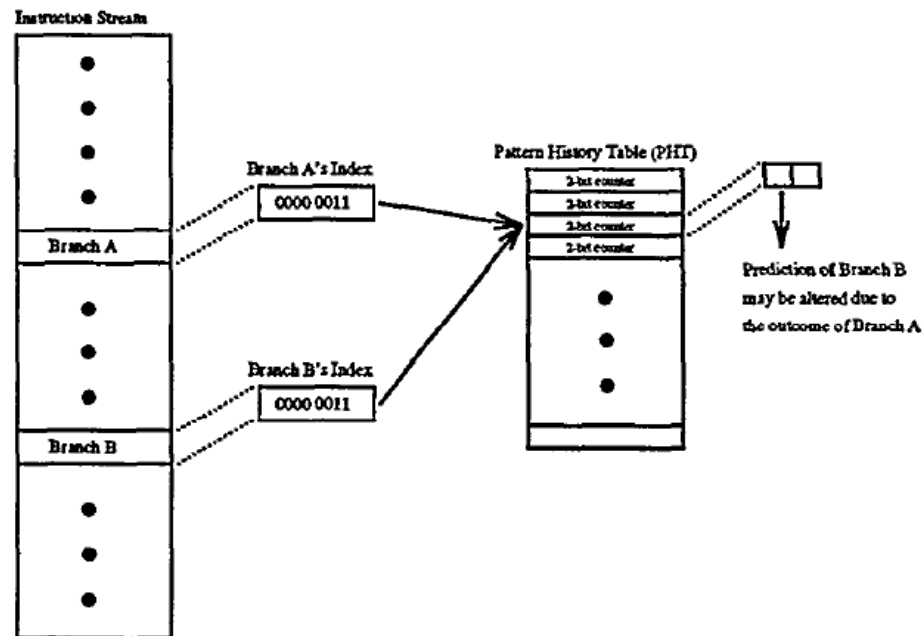 Instruction Stream
Branch A's Index
0000 0011
Branch A
Branch B's Index
0000 0011
Branch B
Pattern History Table (PHT)
2-bit counter
2-bit counter
2-bit counter
2-bit counter
Prediction of Branch B
may be altered due to
the outcome of Branch A